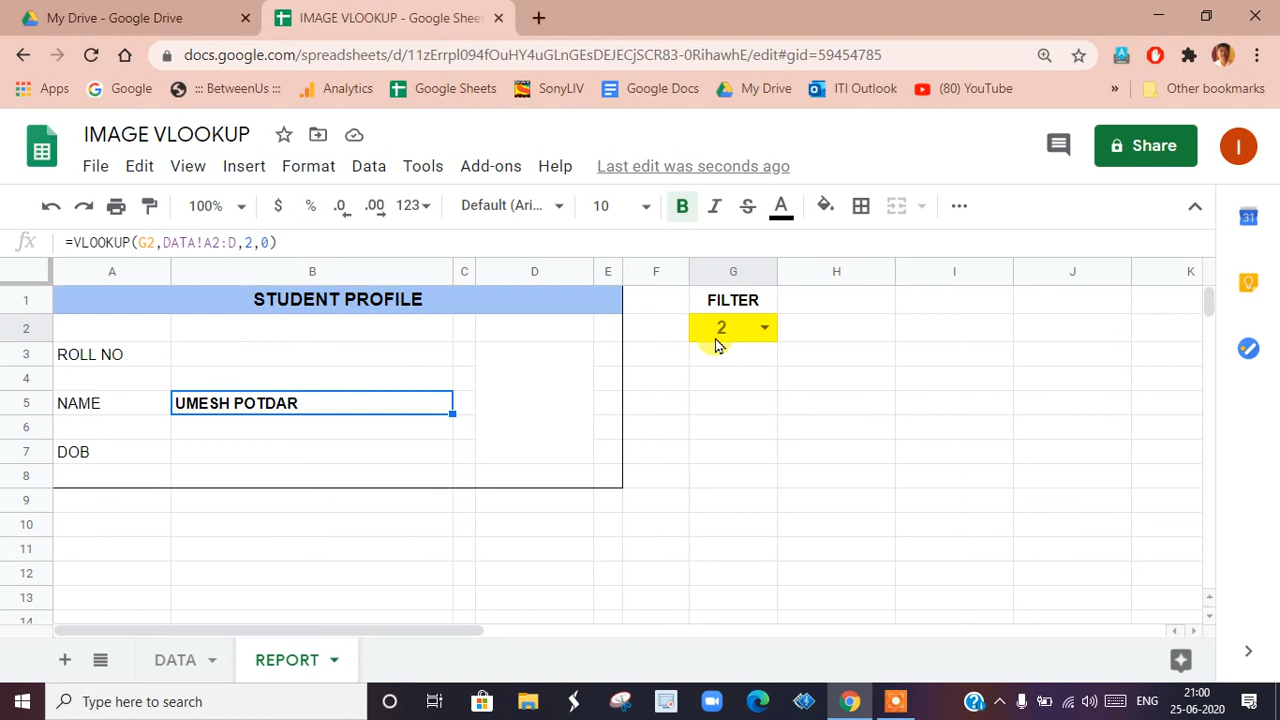 My Drive - Google Drive
IMAGE VLOOKUP - Google Sheet
docs.google.com/spreadsheets/d/11zErrpl094fOuHY4uGLnGEsDEJECjSCR83-0RihawhE/edit#gid=59454785
Apps Google ::: BetweenUs : Analytics Google Sheets SonyLIV Google Docs My Drive ITI Outlook (80) YouTube » Other bookmarks
IMAGE VLOOKUP
File Edit View Insert Format Data Tools Add-ons Help Last edit was seconds ago
Share
I
100% $ % .0 .00 123 Default (Ari... 10 B I S A
31
fx =VLOOKUP(G2,DATA!A2:D,2,0)
A B C D E F G H I J K
1 STUDENT PROFILE FILTER
2 2
3 ROLL NO
4
5 NAME UMESH POTDAR
6
7 DOB
8
9
10
11
12
13
14
DATA REPORT
Type here to search
ENG
21:00
25-06-2020